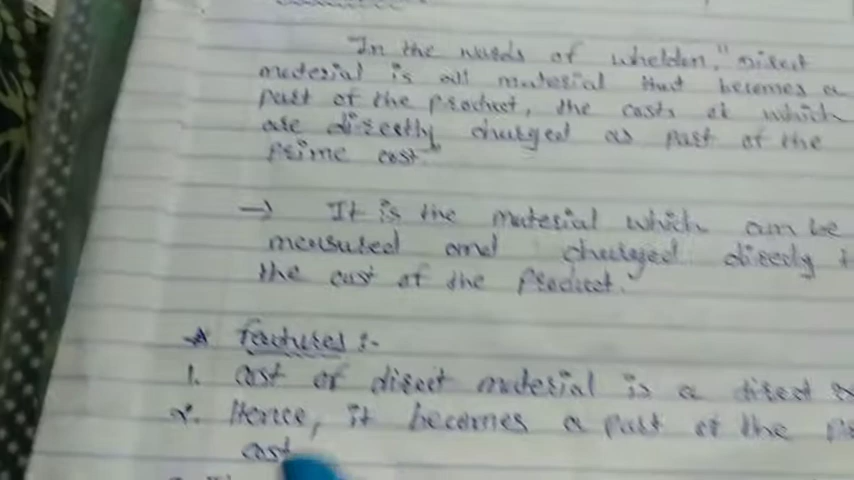 "In the words of wheldon," Direct
material is all material that becomes a
part of the product, the costs of which
are directly charged as part of the
Prime cost"
→ It is the material which can be
measured and charged direcly
the cost of the Product.
Features :-
1. cost of direct material is a direct
2. Hence, it becomes a part of the
cost